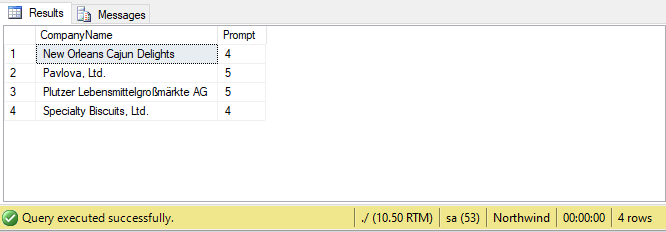 Results Messages
CompanyName Prompt
1 New Orleans Cajun Delights 4
2 Pavlova, Ltd. 5
3 Plutzer Lebensmittelgroßmärkte AG 5
4 Specialty Biscuits, Ltd. 4
Query executed successfully. ./ (10.50 RTM) sa (53) Northwind 00:00:00 4 rows